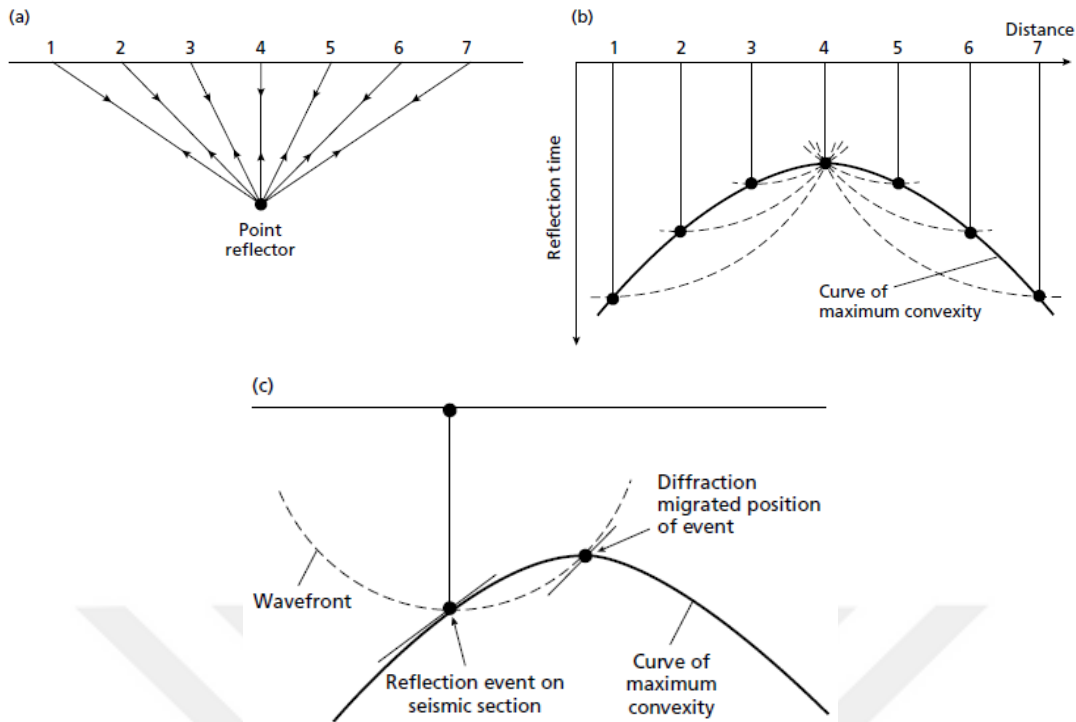 (a)
1 2 3 4 5 6 7
Point
reflector
(b)
Distance
1 2 3 4 5 6 7
Reflection time
Curve of
maximum convexity
(c)
Diffraction
migrated position
of event
Wavefront
Reflection event on
seismic section
Curve of
maximum
convexity